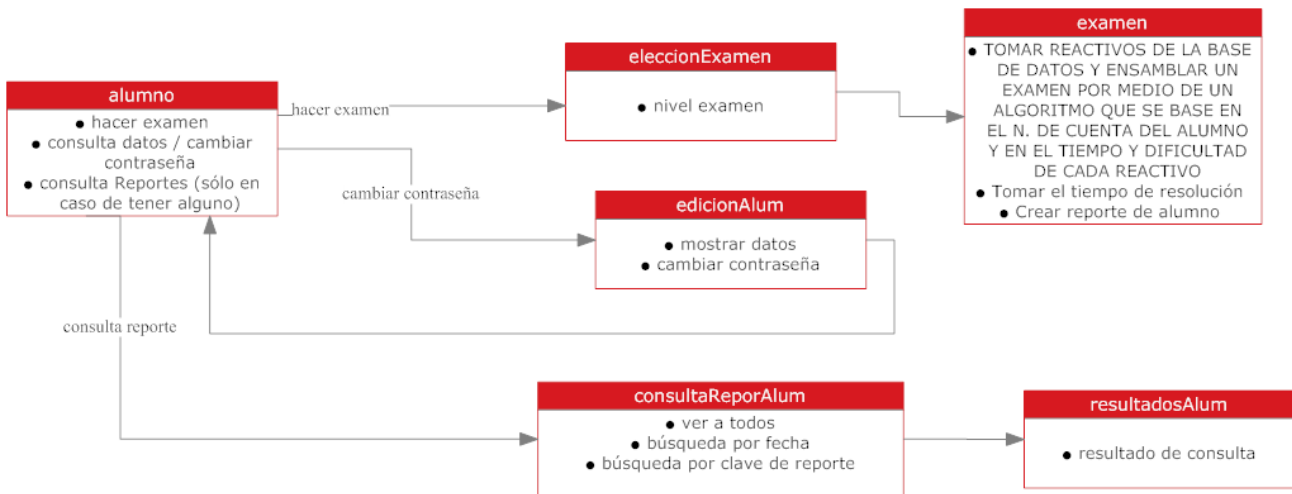 alumno
● hacer examen
● consulta datos / cambiar
contraseña
● consulta Reportes (sólo en
caso de tener alguno)
hacer examen
eleccionExamen
● nivel examen
examen
● TOMAR REACTIVOS DE LA BASE
DE DATOS Y ENSAMBLAR UN
EXAMEN POR MEDIO DE UN
ALGORITMO QUE SE BASE EN
EL N. DE CUENTA DEL ALUMNO
Y EN EL TIEMPO Y DIFICULTAD
DE CADA REACTIVO
● Tomar el tiempo de resolución
● Crear reporte de alumno
cambiar contraseña
edicionAlum
● mostrar datos
● cambiar contraseña
consulta reporte
consultaReporAlum
● ver a todos
● búsqueda por fecha
● búsqueda por clave de reporte
resultadosAlum
● resultado de consulta